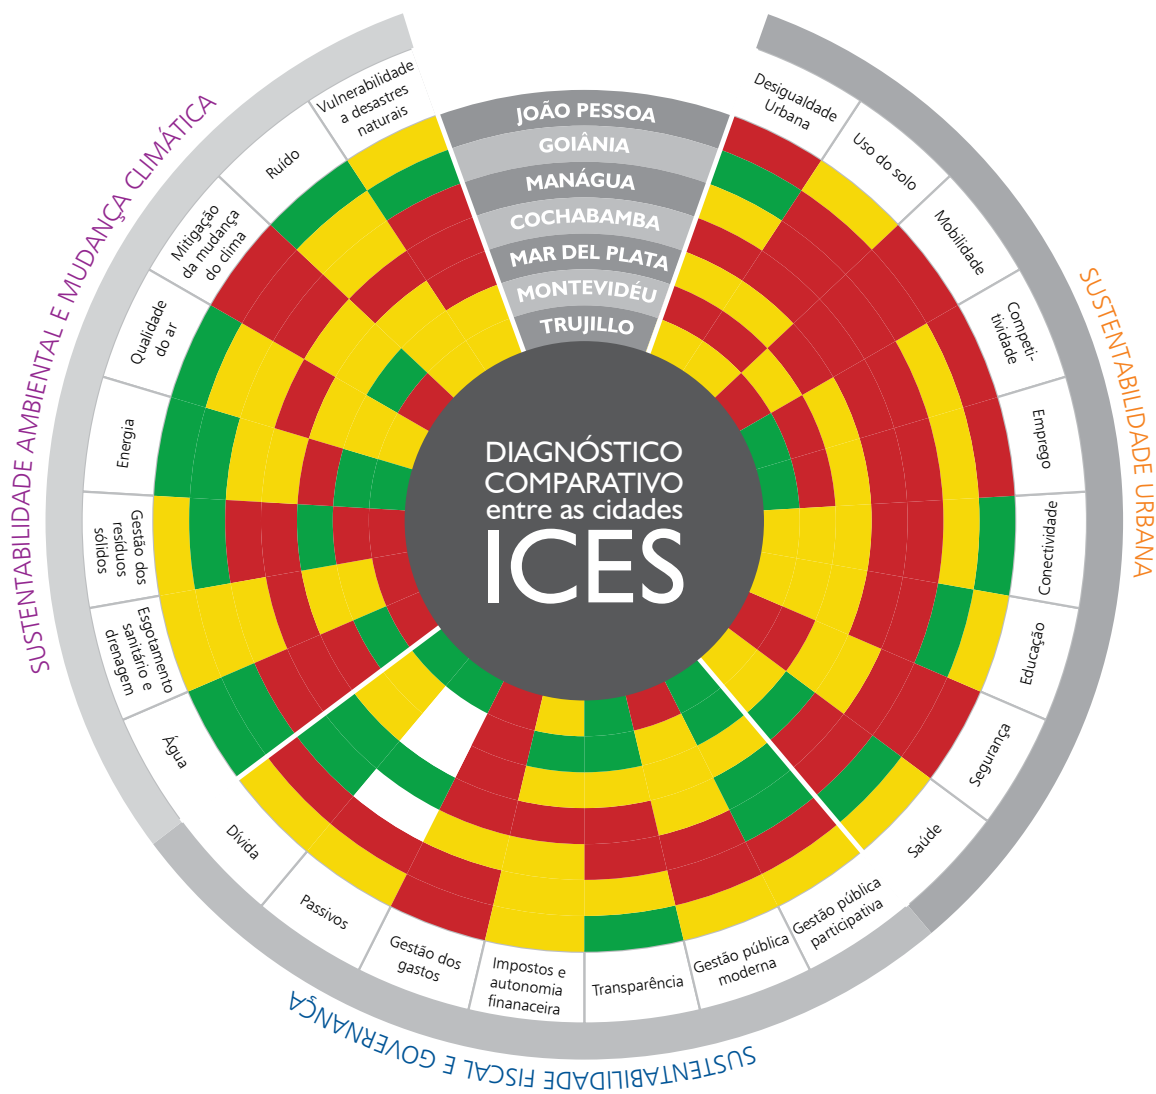 SUSTENTABILIDADE AMBIENTAL E MUDANÇA CLIMÁTICA
Vulnerabilidade
a desastres
naturais
Ruído
Mitigação
da mudança
do clima
Qualidade
do ar
Energia
Gestão dos
resíduos
sólidos
Esgotamento
sanitário e
drenagem
Água
JOÃO PESSOA
GOIÂNIA
MANÁGUA
COCHABAMBA
MAR DEL PLATA
MONTEVIDÉU
TRUJILLO
DIAGNÓSTICO
COMPARATIVO
entre as cidades
ICES
SUSTENTABILIDADE URBANA
Desigualdade
Urbana
Uso do solo
Mobilidade
Competi-
tividade
Emprego
Conectividade
Educação
Segurança
Saúde
Gestão pública
participativa
Gestão pública
moderna
Transparência
Impostos e
autonomia
finanaceira
Gestão dos
gastos
Passivos
Dívida
SUSTENTABILIDADE FISCAL E GOVERNANÇA